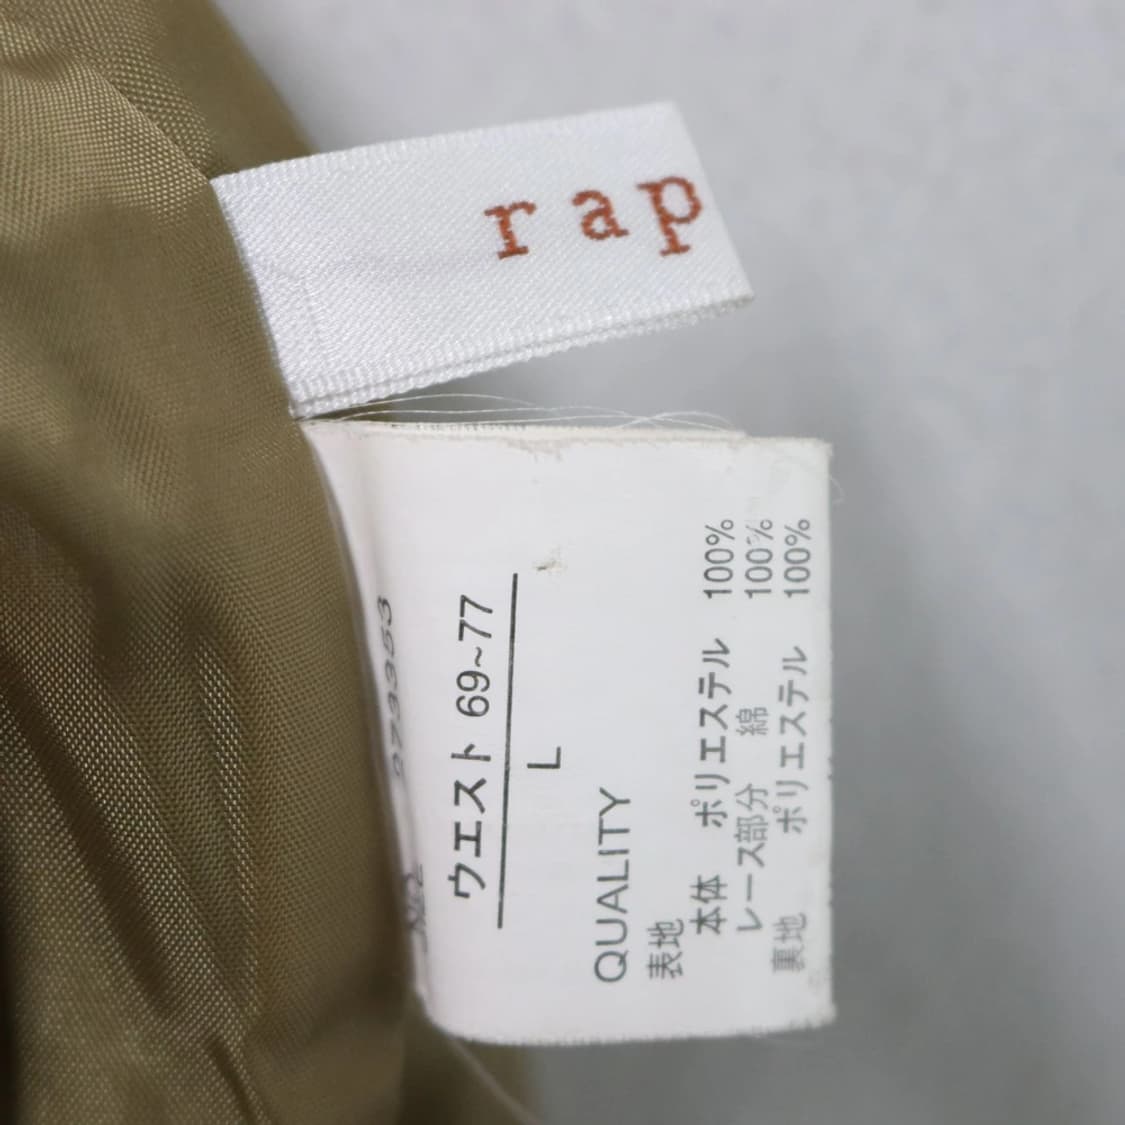 rap
ウエスト 69~77
L
QUALITY
表地
本体 ポリエステル 100%
レース部分 綿 100%
裏地 ポリエステル 100%